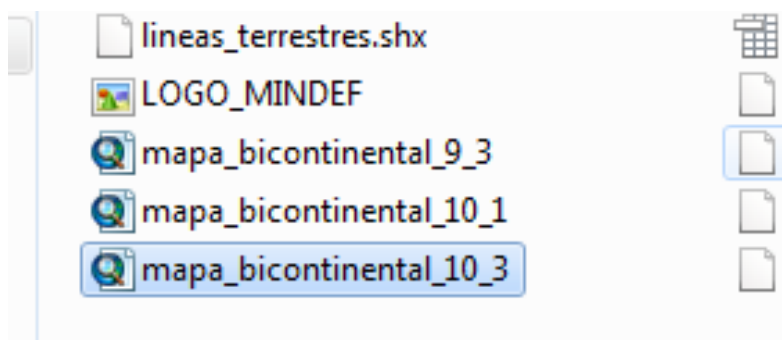 lineas_terrestres.shx
LOGO_MINDEF
mapa_bicontinental_9_3
mapa_bicontinental_10_1
mapa_bicontinental_10_3